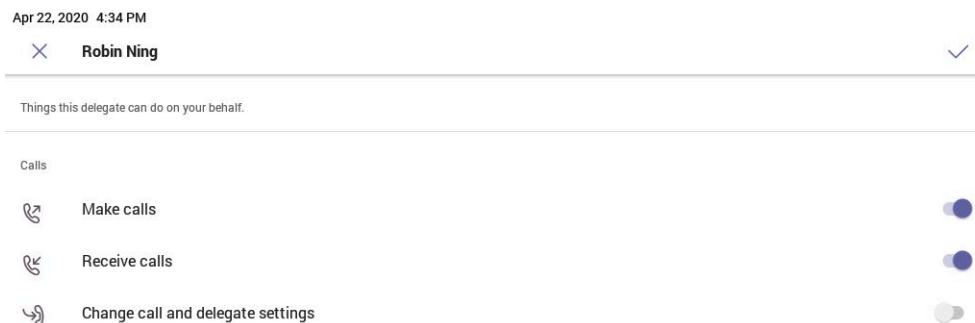 Apr 22, 2020 4:34 PM
Robin Ning
Things this delegate can do on your behalf.
Calls
Make calls
Receive calls
Change call and delegate settings